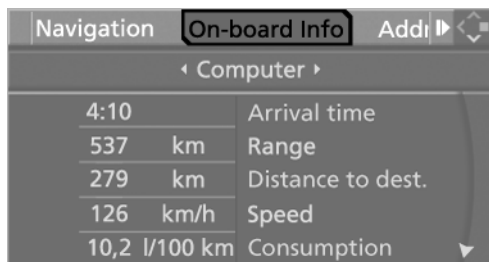 Navigation On-board Info
Computer
4:10 Arrival time
537 km Range
279 km Distance to dest.
126 km/h Speed
10,2 l/100 km Consumption